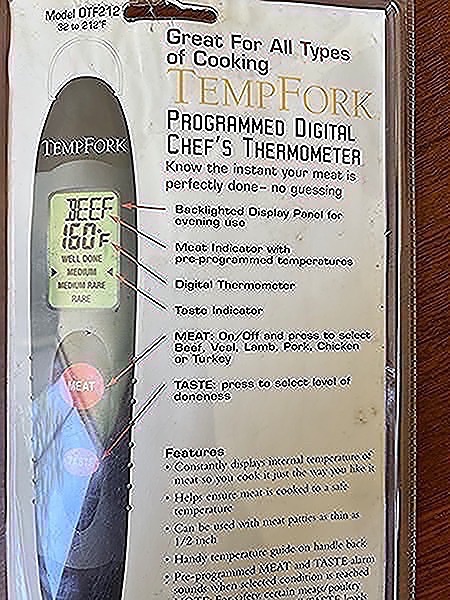 Model DTF212
32 to 212°F
Great For All Types
of Cooking
TEMPFORK
PROGRAMMED DIGITAL
CHEF'S THERMOMETER
Know the instant your meat is
perfectly done- no guessing
TEMPFORK
BEEF
160°F
WELL DONE
MEDIUM
MEDIUM RARE
RARE
MEAT
TASTE
Backlighted Display Panel for
evening use
Meat Indicator with
pre-programmed temperatures
Digital Thermometer
Taste Indicator
MEAT: On/Off and press to select
Beef, Veal, Lamb, Pork, Chicken
or Turkey
TASTE: press to select level of
doneness
Features
• Constantly displays internal temperature of
meat so you cook it just the way you like it
• Helps ensure meat is cooked to a safe
temperature
• Can be used with meat patties as thin as
1/2 inch
• Handy temperature guide on handle back
• Pre-programmed MEAT and TASTE alarm
sounds when selected condition is reached
safety certain meats/poultry